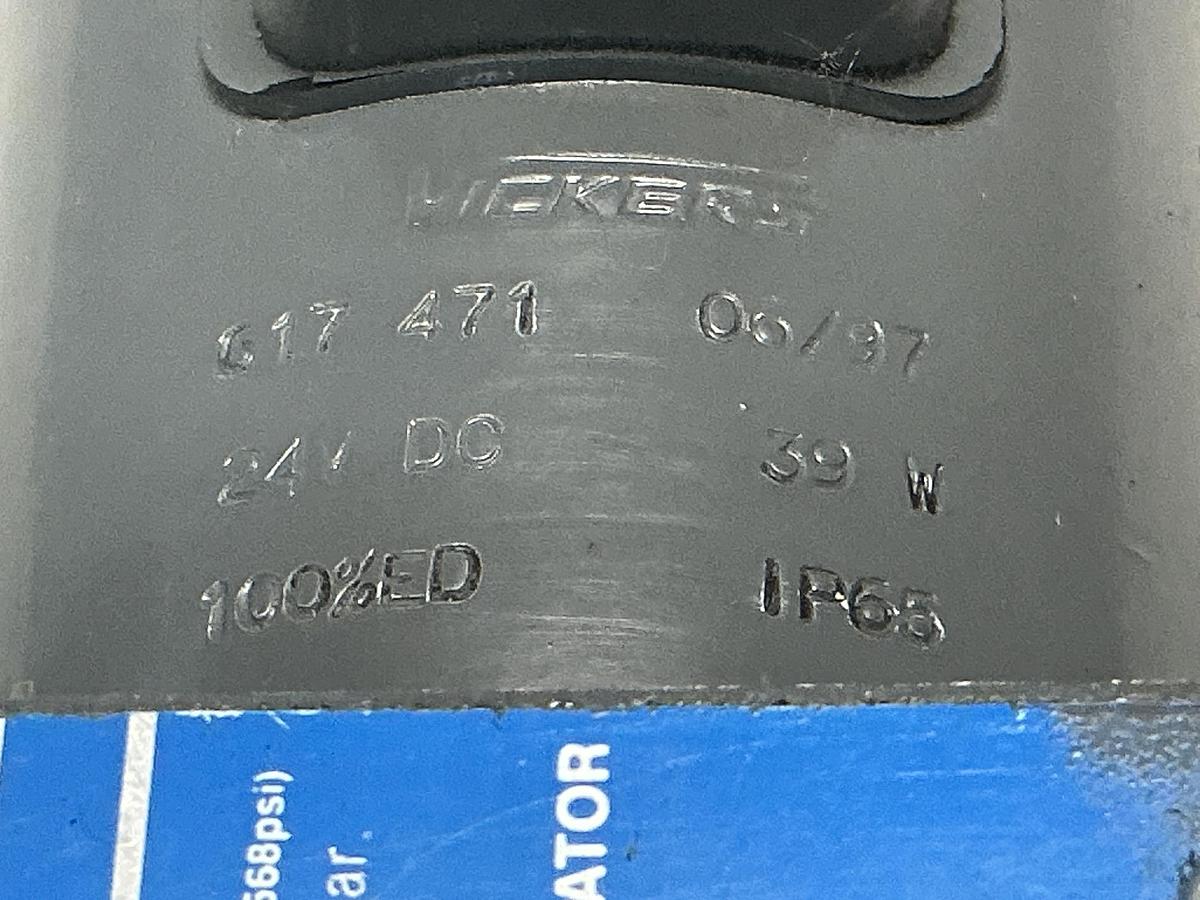 VICKERS
617 471 06/97
24V DC 39 W
100%ED IP65
568psi)
ar.
ATOR